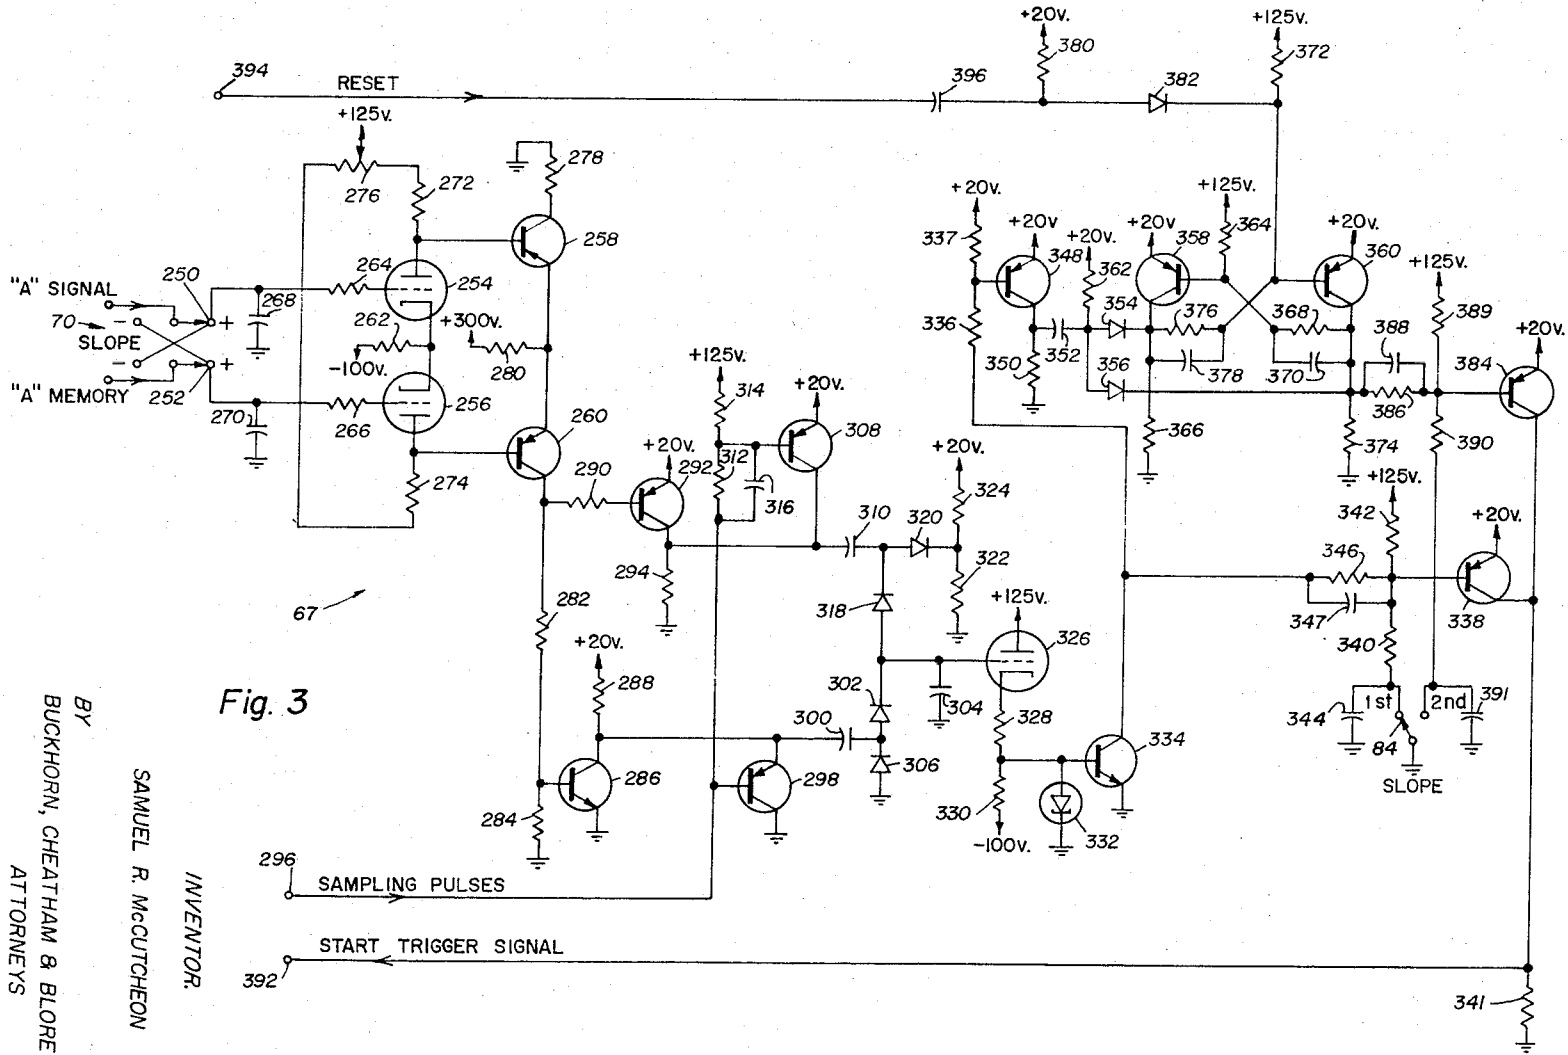 +20v.
+125v.
380
372
394
RESET
396
382
+125v.
278
276
272
258
+20v.
+125v.
337
+20v
+20v
364
+20v
358
348
+20v.
360
+125v.
"A" SIGNAL
250
264
254
268
362
354
70
SLOPE
- +
- +
262
+300v.
336
376
368
388
389
-100v.
280
+125v.
350
352
378
370
384
+20v.
"A" MEMORY
252
270
266
256
260
314
+20v.
308
356
386
366
374
390
274
290
+20v.
292
312
316
+20v.
324
+125v.
342
+20v.
310
320
346
294
318
322
67
282
+125v.
326
347
340
338
+20v.
288
302
304
328
344
1st
2nd
391
84
SLOPE
Fig. 3
300
306
334
286
298
284
330
-100v.
332
296
SAMPLING PULSES
START TRIGGER SIGNAL
392
341
INVENTOR.
SAMUEL R. McCUTCHEON
BY
BUCKHORN, CHEATHAM & BLORE
ATTORNEYS